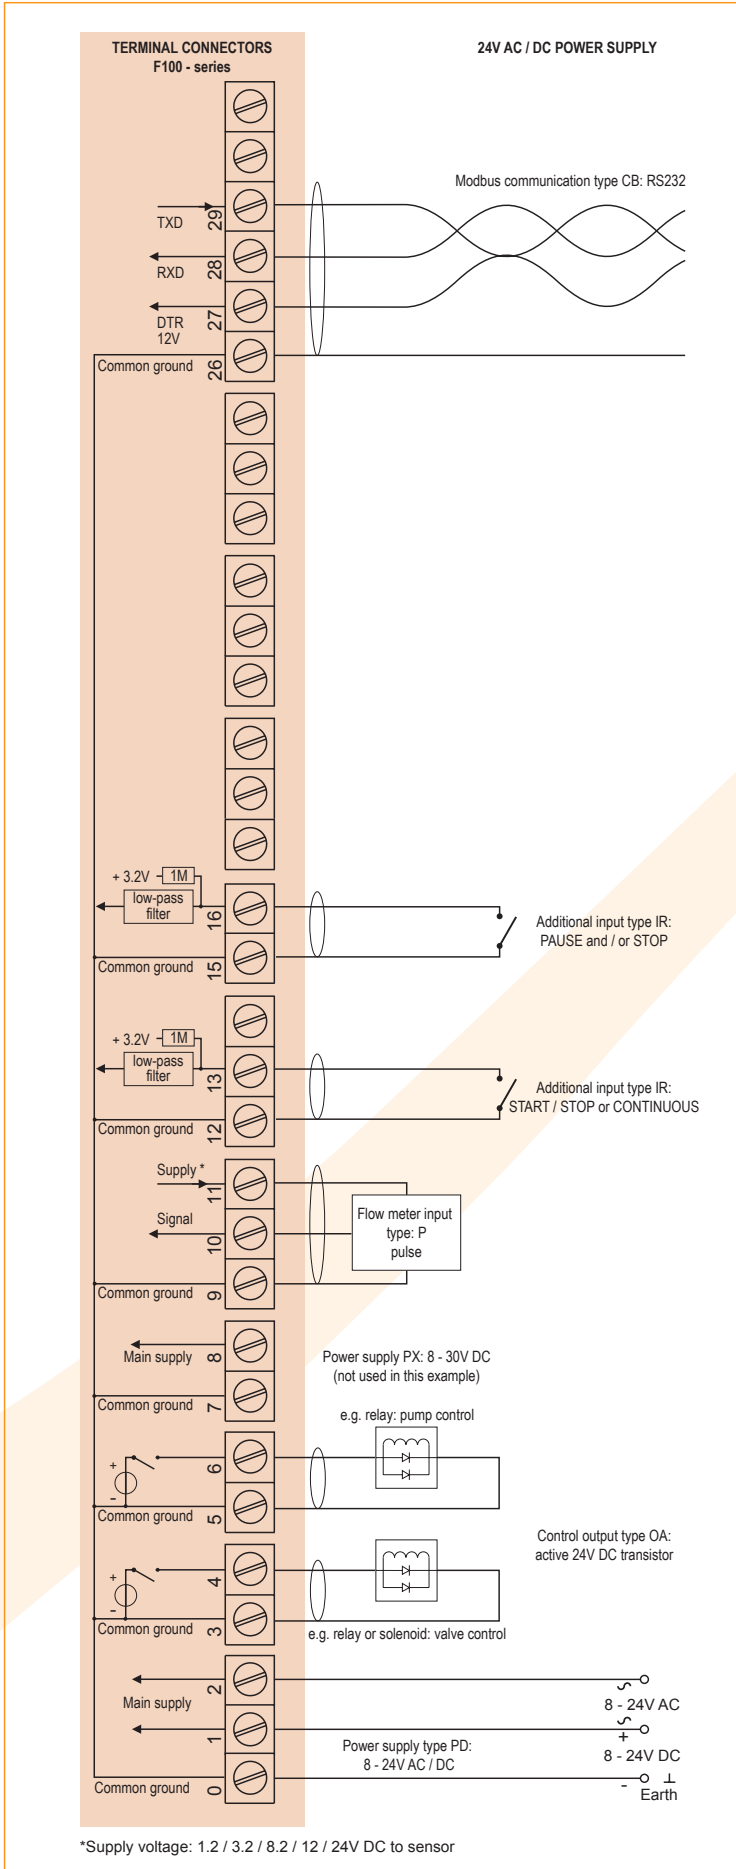 TERMINAL CONNECTORS
F100 - series
24V AC / DC POWER SUPPLY
Modbus communication type CB: RS232
TXD
29
RXD
28
DTR
12V
27
Common ground
26
+ 3.2V
1M
low-pass
filter
16
Additional input type IR:
PAUSE and / or STOP
Common ground
15
+ 3.2V
1M
low-pass
filter
13
Additional input type IR:
START / STOP or CONTINUOUS
Common ground
12
Supply *
11
Signal
10
Flow meter input
type: P
pulse
Common ground
9
Main supply
8
Power supply PX: 8 - 30V DC
(not used in this example)
Common ground
7
e.g. relay: pump control
+
-
6
Common ground
5
Control output type OA:
active 24V DC transistor
+
-
4
Common ground
3
e.g. relay or solenoid: valve control
2
Main supply
8 - 24V AC
1
+
Power supply type PD:
8 - 24V AC / DC
8 - 24V DC
Common ground
0
-
Earth
*Supply voltage: 1.2 / 3.2 / 8.2 / 12 / 24V DC to sensor